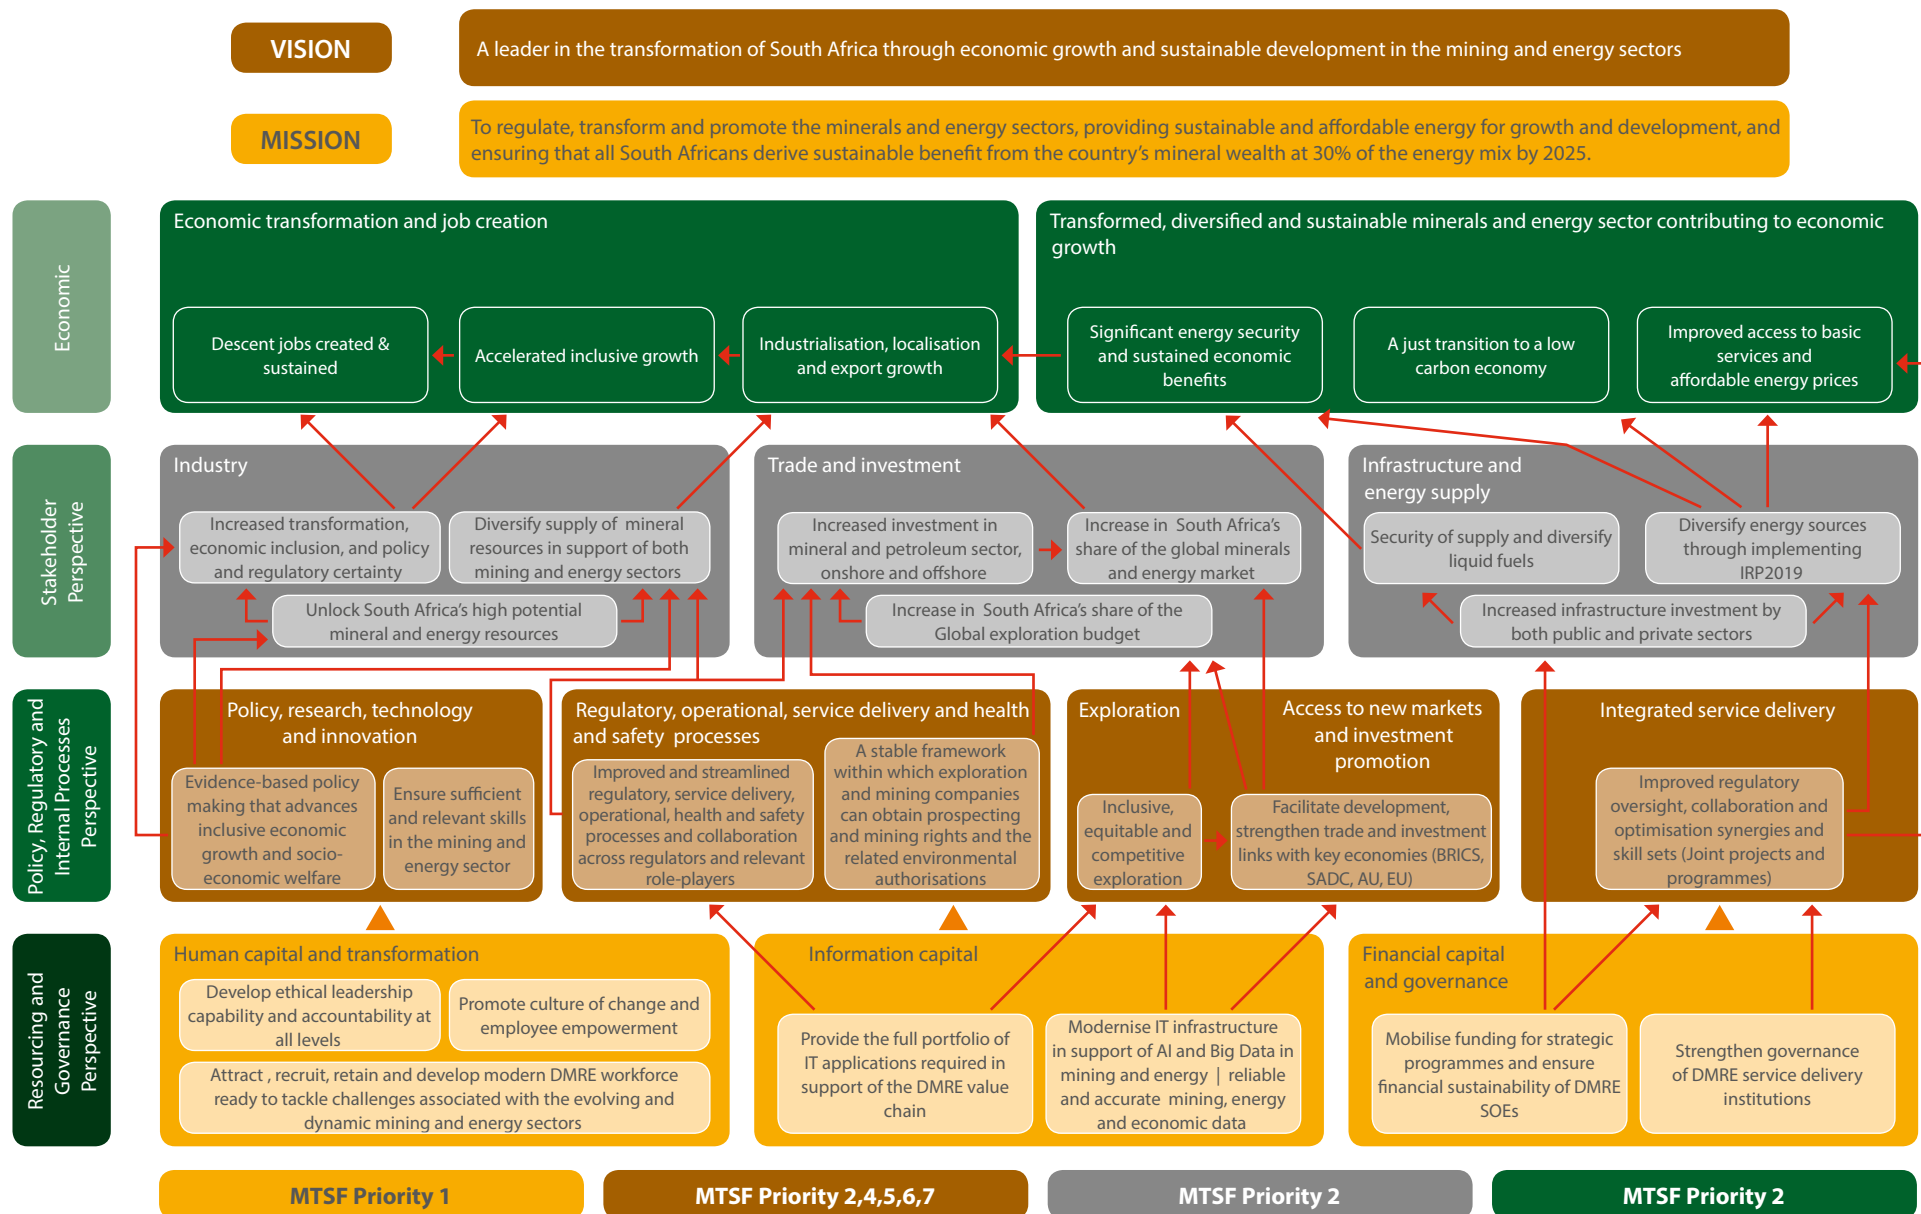 VISION
A leader in the transformation of South Africa through economic growth and sustainable development in the mining and energy sectors
MISSION
To regulate, transform and promote the minerals and energy sectors, providing sustainable and affordable energy for growth and development, and
ensuring that all South Africans derive sustainable benefit from the country's mineral wealth at 30% of the energy mix by 2025.
Economic
Economic transformation and job creation
Descent jobs created &
sustained
Accelerated inclusive growth
Industrialisation, localisation
and export growth
Transformed, diversified and sustainable minerals and energy sector contributing to economic
growth
Significant energy security
and sustained economic
benefits
A just transition to a low
carbon economy
Improved access to basic
services and
affordable energy prices
Stakeholder
Perspective
Industry
Increased transformation,
economic inclusion, and policy
and regulatory certainty
Diversify supply of mineral
resources in support of both
mining and energy sectors
Unlock South Africa's high potential
mineral and energy resources
Trade and investment
Increased investment in
mineral and petroleum sector,
onshore and offshore
Increase in South Africa's
share of the global minerals
and energy market
Increase in South Africa's share of the
Global exploration budget
Infrastructure and
energy supply
Security of supply and diversify
liquid fuels
Diversify energy sources
through implementing
IRP2019
Increased infrastructure investment by
both public and private sectors
Policy, Regulatory and
Internal Processes
Perspective
Policy, research, technology
and innovation
Evidence-based policy
making that advances
inclusive economic
growth and socio-
economic welfare
Ensure sufficient
and relevant skills
in the mining and
energy sector
Regulatory, operational, service delivery and health
and safety processes
Improved and streamlined
regulatory, service delivery,
operational, health and safety
processes and collaboration
across regulators and relevant
role-players
A stable framework
within which exploration
and mining companies
can obtain prospecting
and mining rights and the
related environmental
authorisations
Exploration
Inclusive,
equitable and
competitive
exploration
Access to new markets
and investment
promotion
Facilitate development,
strengthen trade and investment
links with key economies (BRICS,
SADC, AU, EU)
Integrated service delivery
Improved regulatory
oversight, collaboration and
optimisation synergies and
skill sets (Joint projects and
programmes)
Resourcing and
Governance
Perspective
Human capital and transformation
Develop ethical leadership
capability and accountability at
all levels
Promote culture of change and
employee empowerment
Attract , recruit, retain and develop modern DMRE workforce
ready to tackle challenges associated with the evolving and
dynamic mining and energy sectors
Information capital
Provide the full portfolio of
IT applications required in
support of the DMRE value
chain
Modernise IT infrastructure
in support of AI and Big Data in
mining and energy | reliable
and accurate mining, energy
and economic data
Financial capital
and governance
Mobilise funding for strategic
programmes and ensure
financial sustainability of DMRE
SOEs
Strengthen governance
of DMRE service delivery
institutions
MTSF Priority 1
MTSF Priority 2,4,5,6,7
MTSF Priority 2
MTSF Priority 2